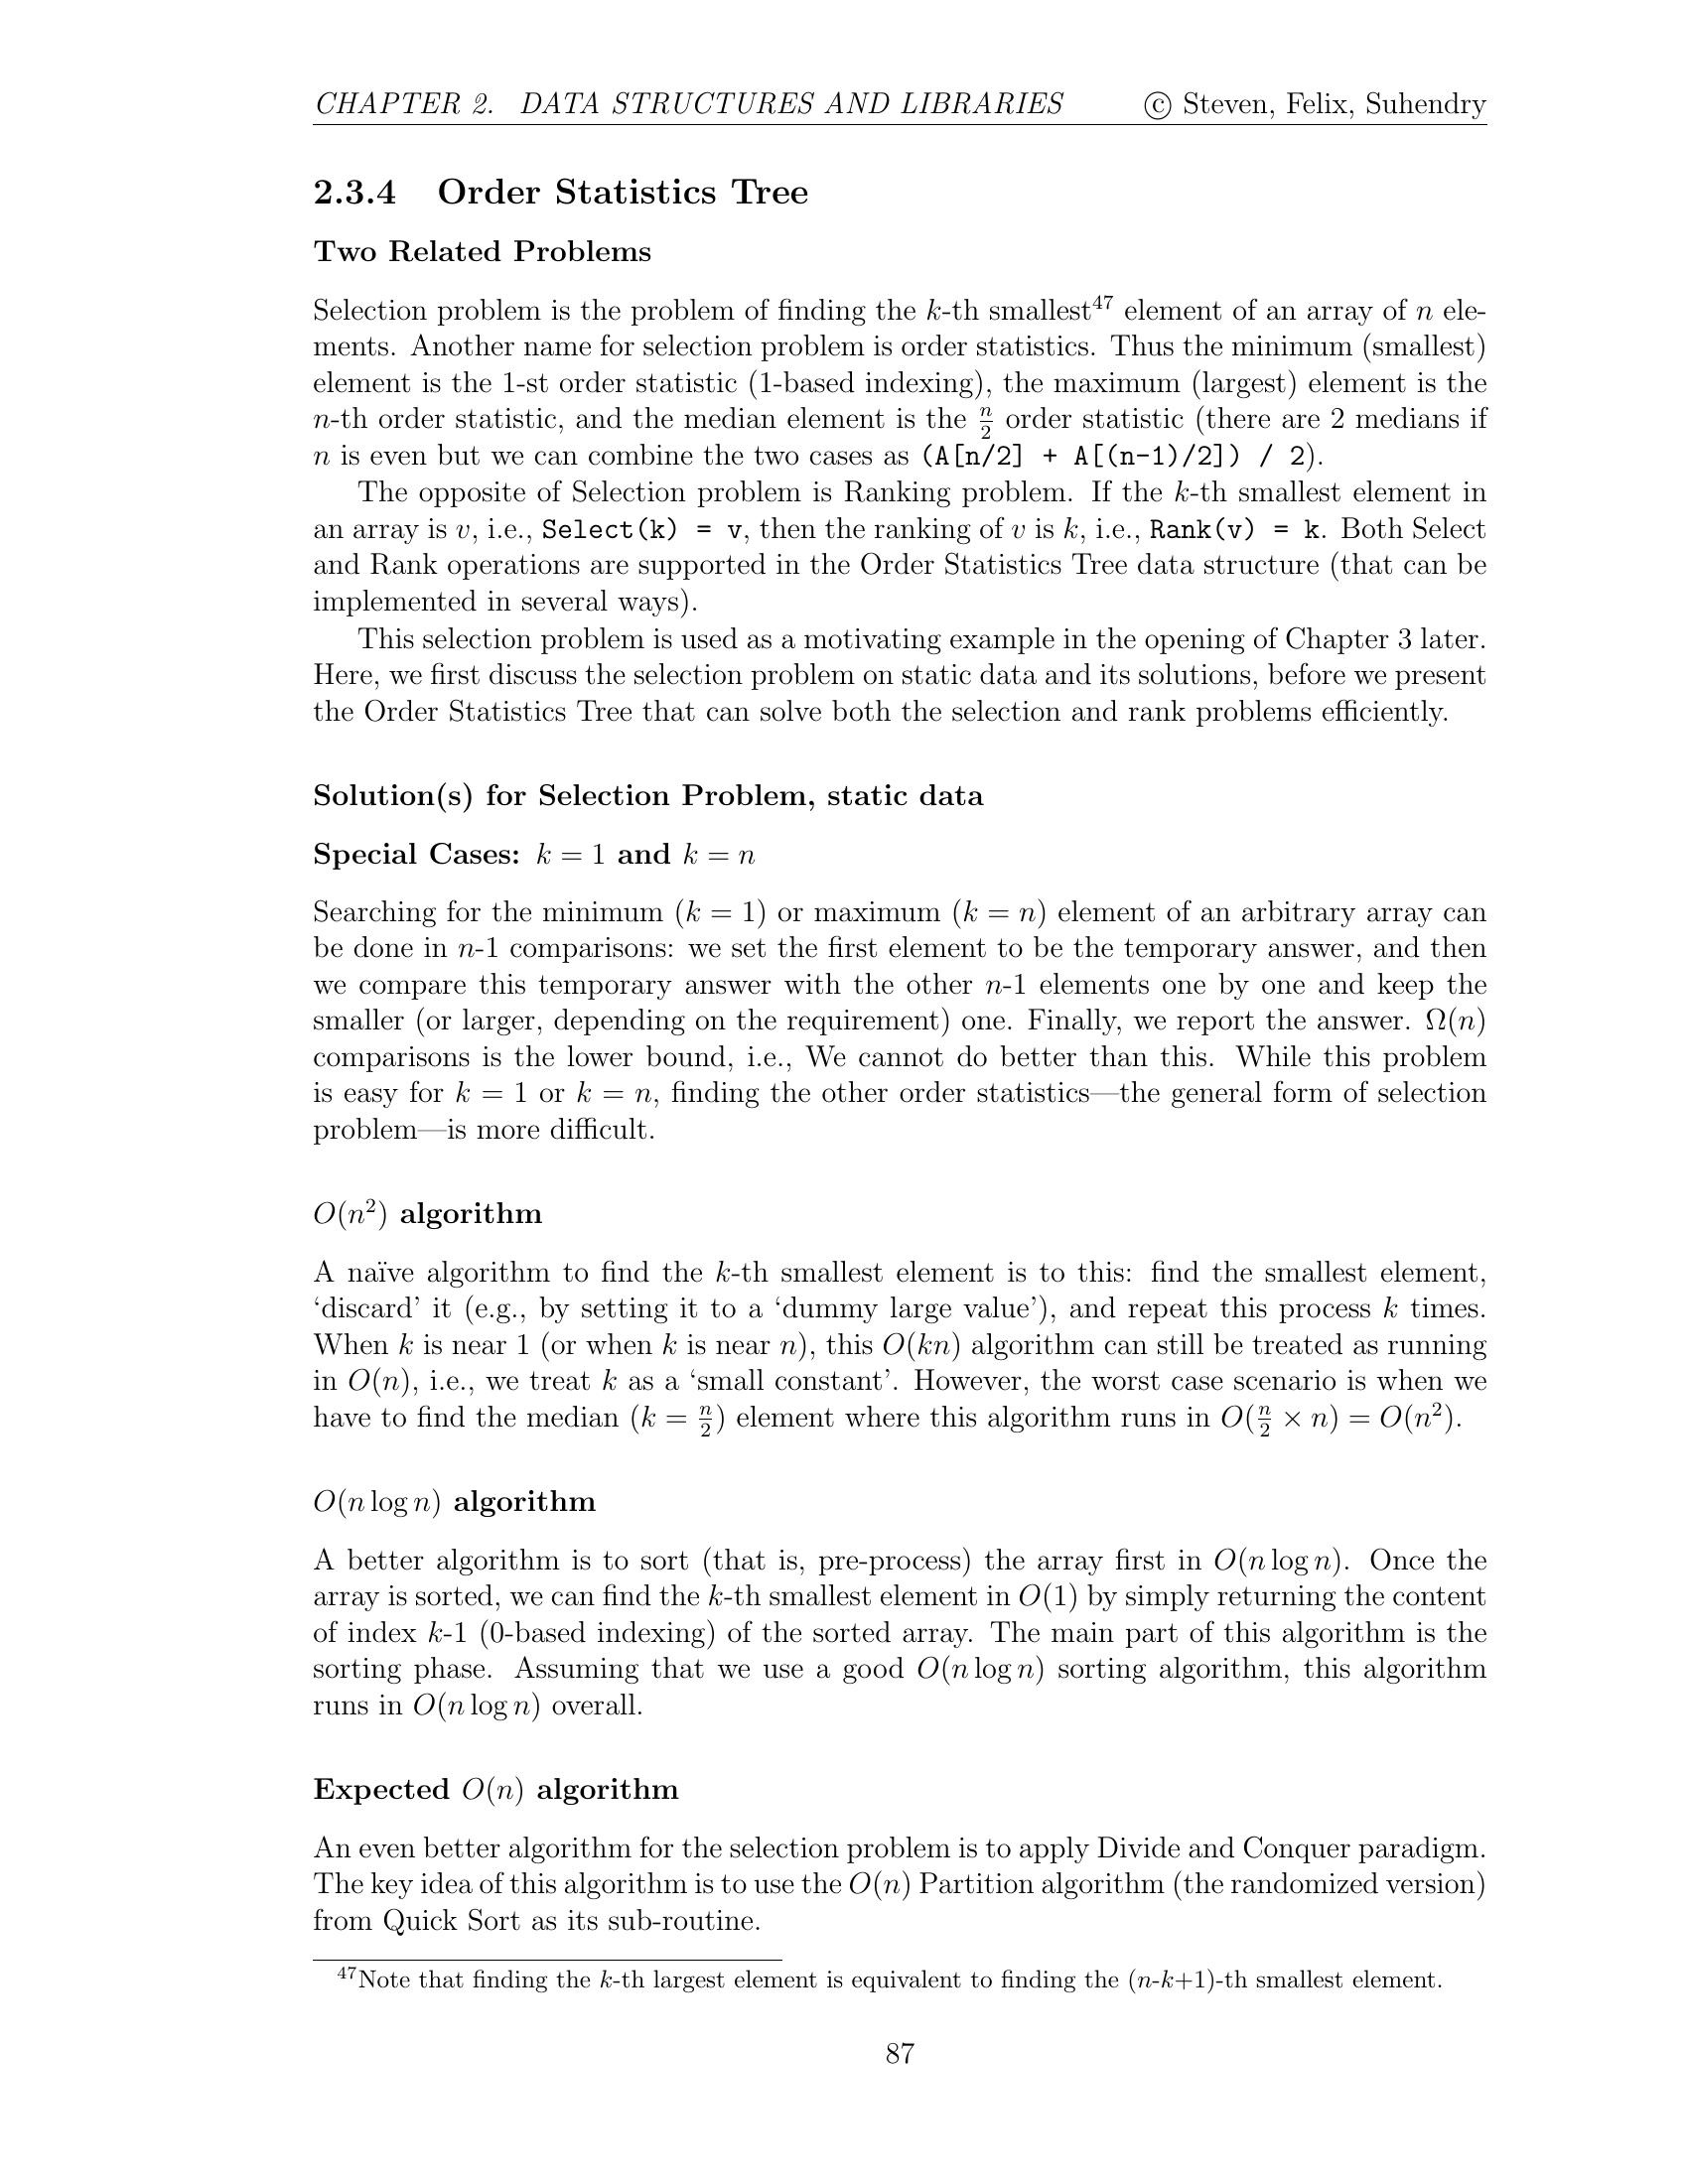 CHAPTER 2. DATA STRUCTURES AND LIBRARIES © Steven, Felix, Suhendry
2.3.4 Order Statistics Tree
Two Related Problems
Selection problem is the problem of finding the k-th smallest⁴⁷ element of an array of n ele-
ments. Another name for selection problem is order statistics. Thus the minimum (smallest)
element is the 1-st order statistic (1-based indexing), the maximum (largest) element is the
n-th order statistic, and the median element is the n/2 order statistic (there are 2 medians if
n is even but we can combine the two cases as (A[n/2] + A[(n-1)/2]) / 2).
The opposite of Selection problem is Ranking problem. If the k-th smallest element in
an array is v, i.e., Select(k) = v, then the ranking of v is k, i.e., Rank(v) = k. Both Select
and Rank operations are supported in the Order Statistics Tree data structure (that can be
implemented in several ways).
This selection problem is used as a motivating example in the opening of Chapter 3 later.
Here, we first discuss the selection problem on static data and its solutions, before we present
the Order Statistics Tree that can solve both the selection and rank problems efficiently.
Solution(s) for Selection Problem, static data
Special Cases: k = 1 and k = n
Searching for the minimum (k = 1) or maximum (k = n) element of an arbitrary array can
be done in n-1 comparisons: we set the first element to be the temporary answer, and then
we compare this temporary answer with the other n-1 elements one by one and keep the
smaller (or larger, depending on the requirement) one. Finally, we report the answer. Ω(n)
comparisons is the lower bound, i.e., We cannot do better than this. While this problem
is easy for k = 1 or k = n, finding the other order statistics—the general form of selection
problem—is more difficult.
O(n²) algorithm
A naïve algorithm to find the k-th smallest element is to this: find the smallest element,
‘discard’ it (e.g., by setting it to a ‘dummy large value’), and repeat this process k times.
When k is near 1 (or when k is near n), this O(kn) algorithm can still be treated as running
in O(n), i.e., we treat k as a ‘small constant’. However, the worst case scenario is when we
have to find the median (k = n/2) element where this algorithm runs in O(n/2 × n) = O(n²).
O(n log n) algorithm
A better algorithm is to sort (that is, pre-process) the array first in O(n log n). Once the
array is sorted, we can find the k-th smallest element in O(1) by simply returning the content
of index k-1 (0-based indexing) of the sorted array. The main part of this algorithm is the
sorting phase. Assuming that we use a good O(n log n) sorting algorithm, this algorithm
runs in O(n log n) overall.
Expected O(n) algorithm
An even better algorithm for the selection problem is to apply Divide and Conquer paradigm.
The key idea of this algorithm is to use the O(n) Partition algorithm (the randomized version)
from Quick Sort as its sub-routine.
⁴⁷Note that finding the k-th largest element is equivalent to finding the (n-k+1)-th smallest element.
87